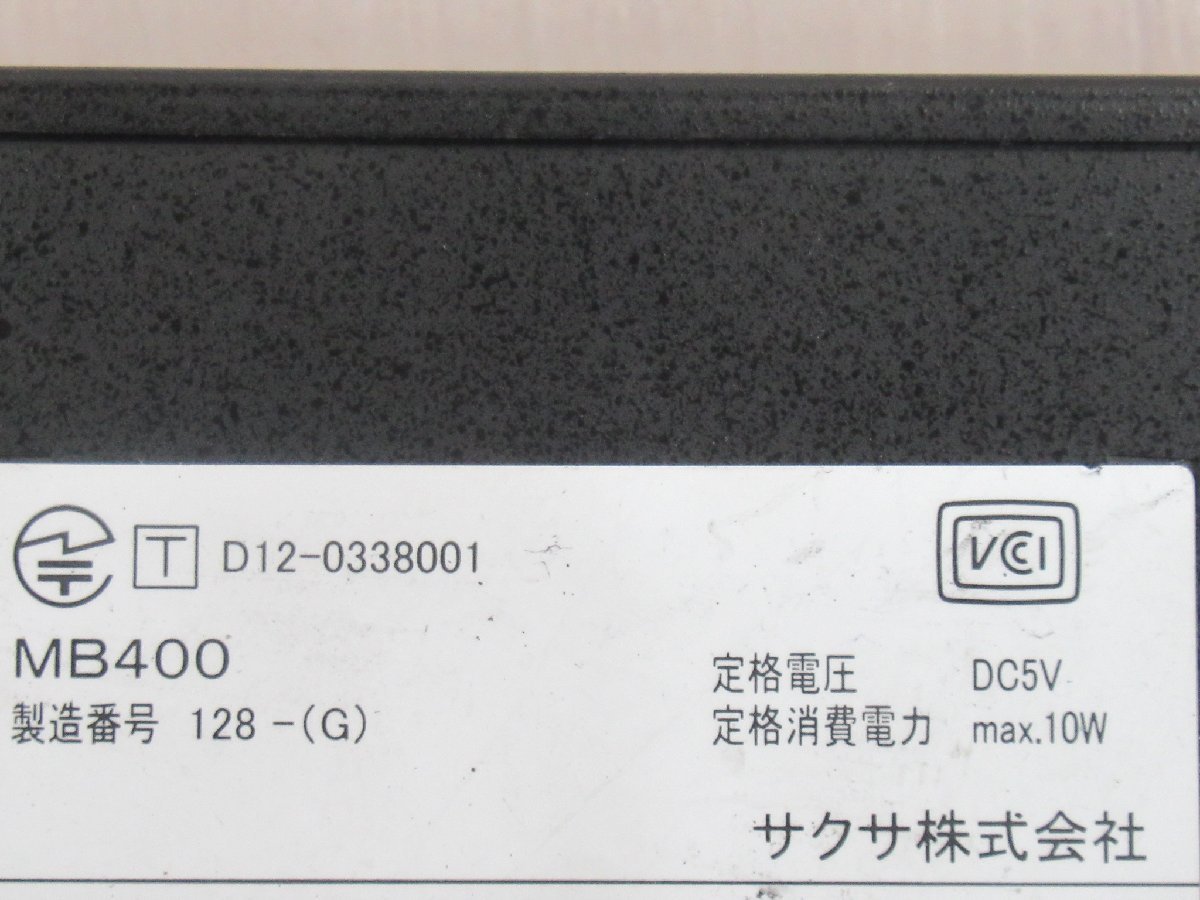 T D12-0338001
VCCI
MB400
製造番号 128 -(G)
定格電圧 DC5V
定格消費電力 max.10W
サクサ株式会社